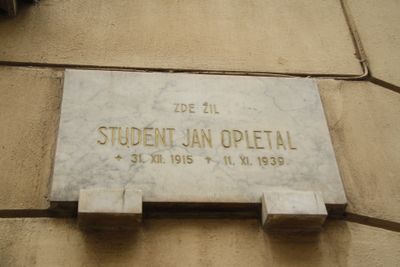 ZDE ŽIL
STUDENT JAN OPLETAL
+ 31. XII. 1915 + 11. XI. 1939.